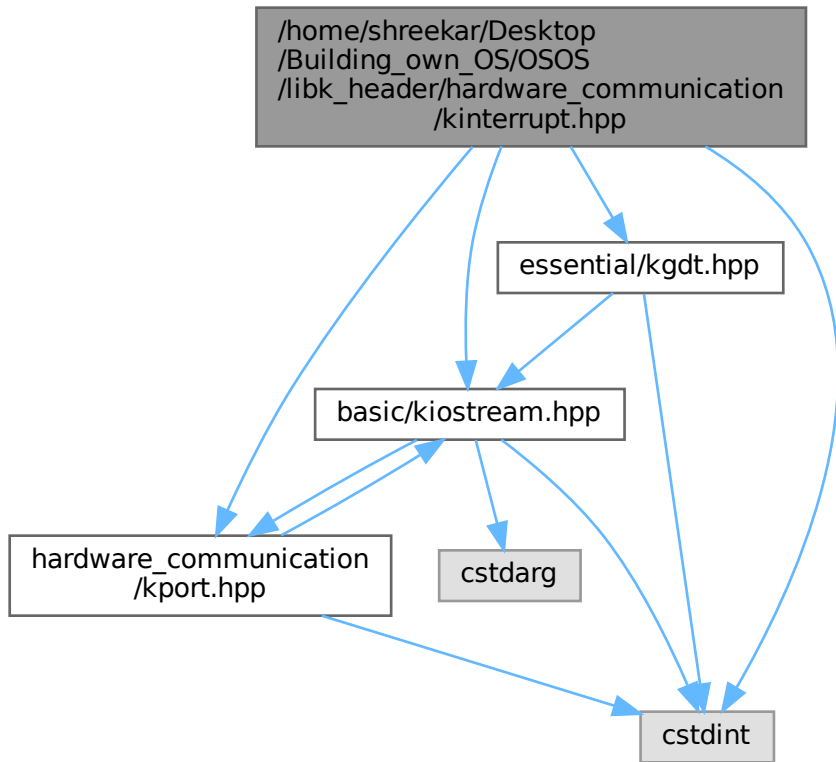 /home/shreekar/Desktop
/Building_own_OS/OSOS
/libk_header/hardware_communication
/kinterrupt.hpp
essential/kgdt.hpp
basic/kiostream.hpp
hardware_communication
/kport.hpp
cstdarg
cstdint